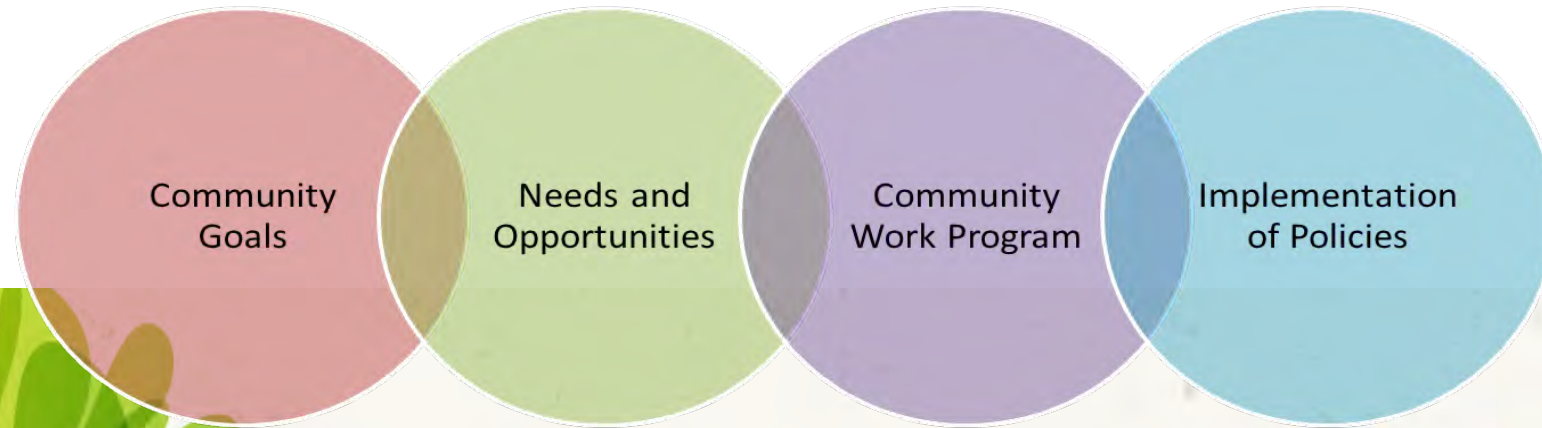 Community
Goals
Needs and
Opportunities
Community
Work Program
Implementation
of Policies